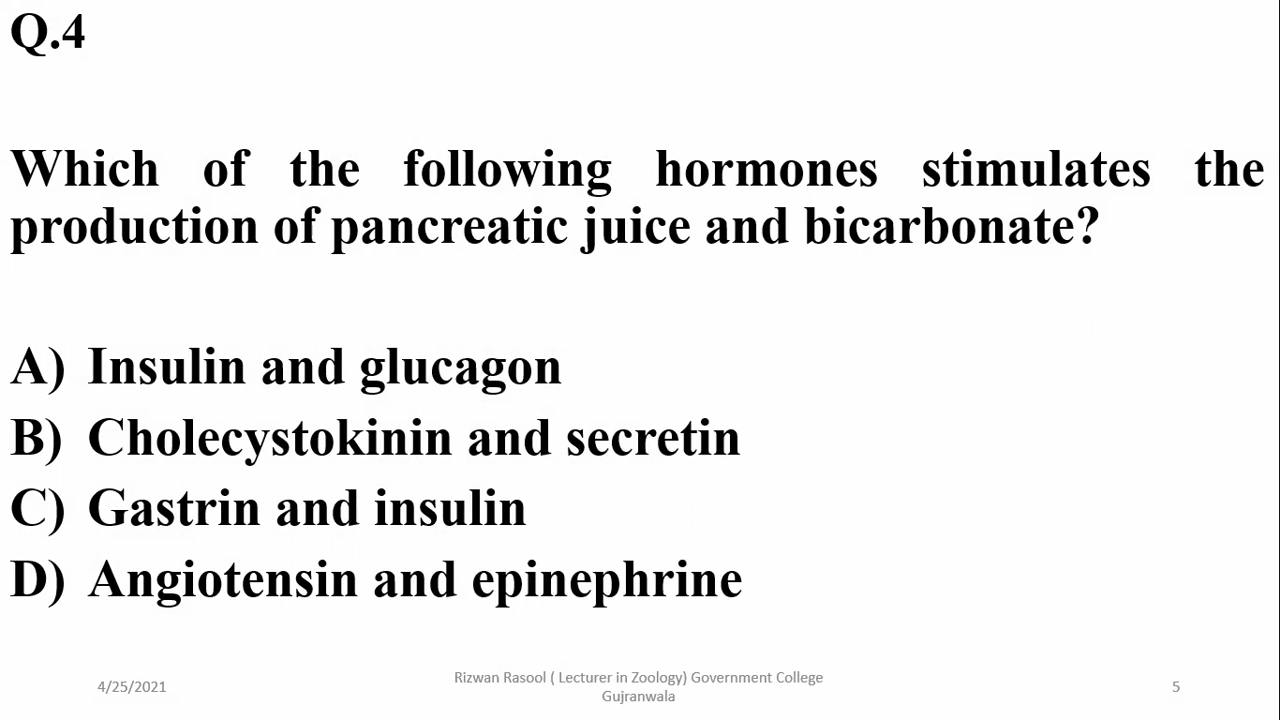 Q.4
Which of the following hormones stimulates the
production of pancreatic juice and bicarbonate?
A) Insulin and glucagon
B) Cholecystokinin and secretin
C) Gastrin and insulin
D) Angiotensin and epinephrine
4/25/2021
Rizwan Rasool ( Lecturer in Zoology) Government College
Gujranwala
5